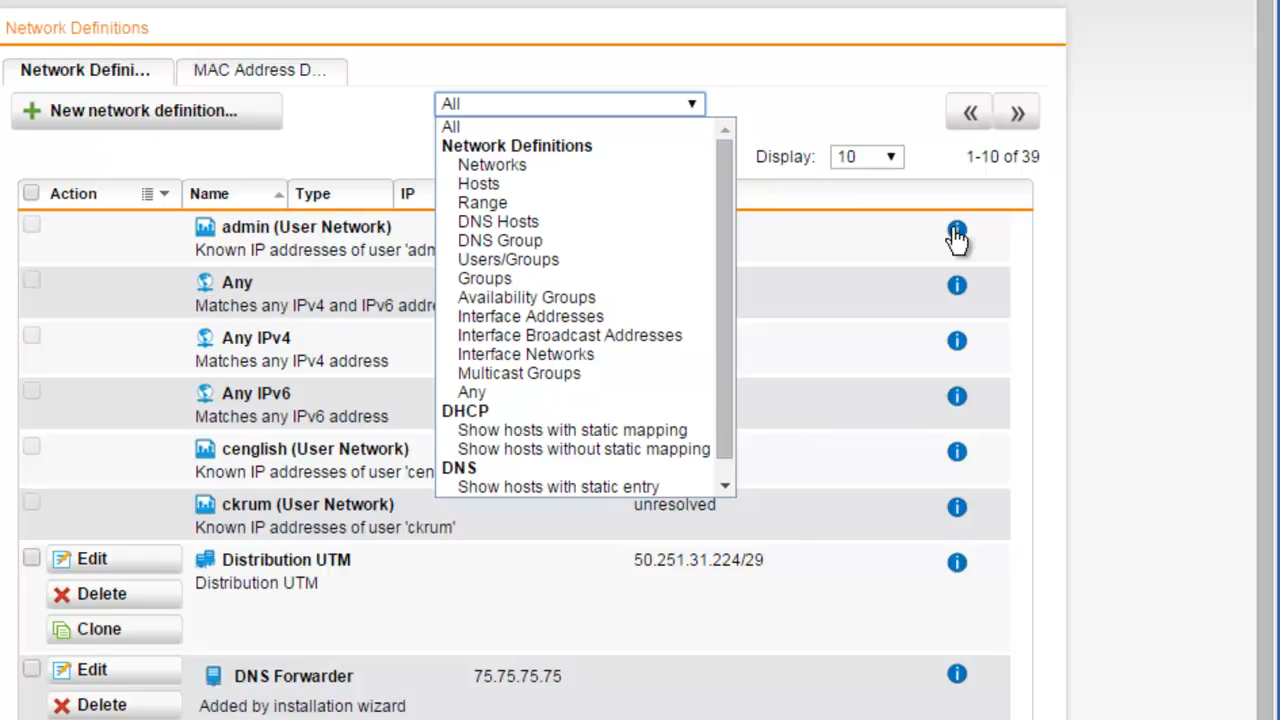 Network Definitions
Network Defini... MAC Address D...
New network definition... All
All
Network Definitions
Networks
Hosts
Range
DNS Hosts
DNS Group
Users/Groups
Groups
Availability Groups
Interface Addresses
Interface Broadcast Addresses
Interface Networks
Multicast Groups
Any
DHCP
Show hosts with static mapping
Show hosts without static mapping
DNS
Show hosts with static entry
Display: 10 1-10 of 39
Action Name Type IP
admin (User Network)
Known IP addresses of user 'adm
Any
Matches any IPv4 and IPv6 addre
Any IPv4
Matches any IPv4 address
Any IPv6
Matches any IPv6 address
cenglish (User Network)
Known IP addresses of user 'cen
ckrum (User Network) unresolved
Known IP addresses of user 'ckrum'
Edit Distribution UTM 50.251.31.224/29
Distribution UTM
Delete
Clone
Edit DNS Forwarder 75.75.75.75
Delete Added by installation wizard